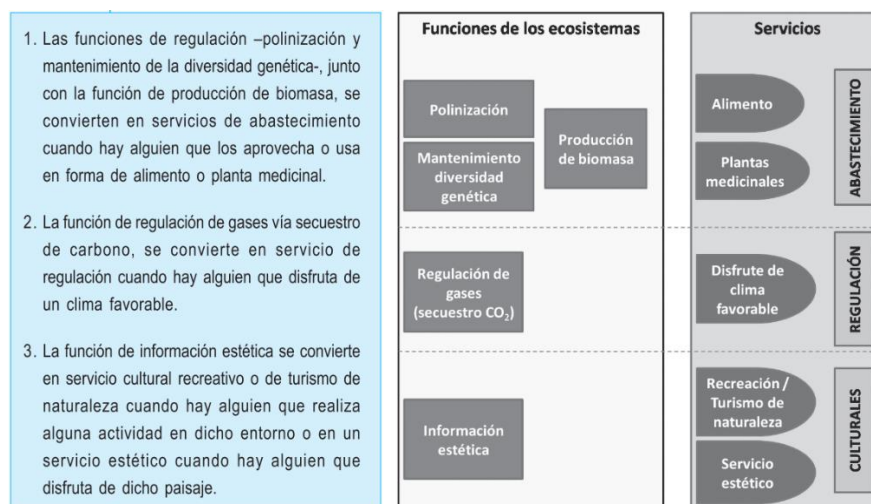 1. Las funciones de regulación –polinización y
mantenimiento de la diversidad genética-, junto
con la función de producción de biomasa, se
convierten en servicios de abastecimiento
cuando hay alguien que los aprovecha o usa
en forma de alimento o planta medicinal.
2. La función de regulación de gases vía secuestro
de carbono, se convierte en servicio de
regulación cuando hay alguien que disfruta de
un clima favorable.
3. La función de información estética se convierte
en servicio cultural recreativo o de turismo de
naturaleza cuando hay alguien que realiza
alguna actividad en dicho entorno o en un
servicio estético cuando hay alguien que
disfruta de dicho paisaje.
Funciones de los ecosistemas
Polinización
Mantenimiento
diversidad
genética
Producción
de biomasa
Regulación de
gases
(secuestro CO₂)
Información
estética
Servicios
Alimento
Plantas
medicinales
ABASTECIMIENTO
Disfrute de
clima
favorable
REGULACIÓN
Recreación /
Turismo de
naturaleza
Servicio
estético
CULTURALES